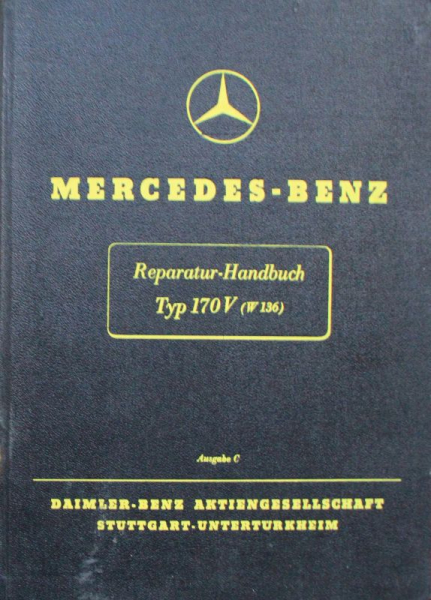 MERCEDES-BENZ
Reparatur-Handbuch
Typ 170 V (W 136)
Ausgabe C
DAIMLER-BENZ AKTIENGESELLSCHAFT
STUTTGART-UNTERTURKHEIM